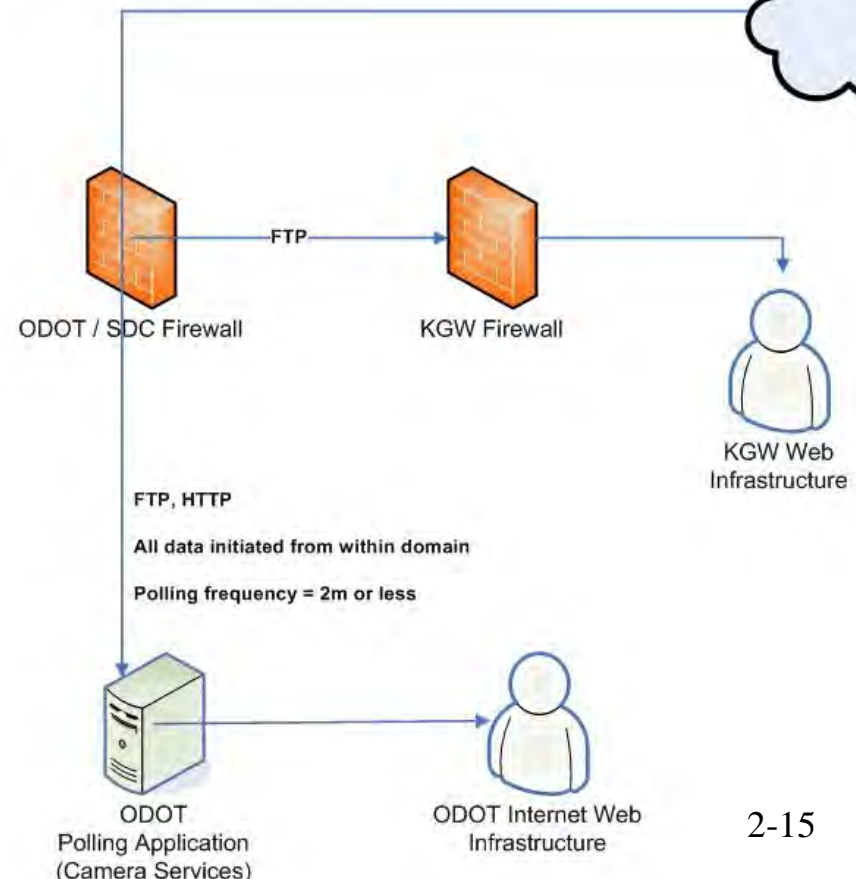 FTP
ODOT / SDC Firewall
KGW Firewall
KGW Web
Infrastructure
FTP, HTTP
All data initiated from within domain
Polling frequency = 2m or less
ODOT
Polling Application
(Camera Services)
ODOT Internet Web
Infrastructure
2-15